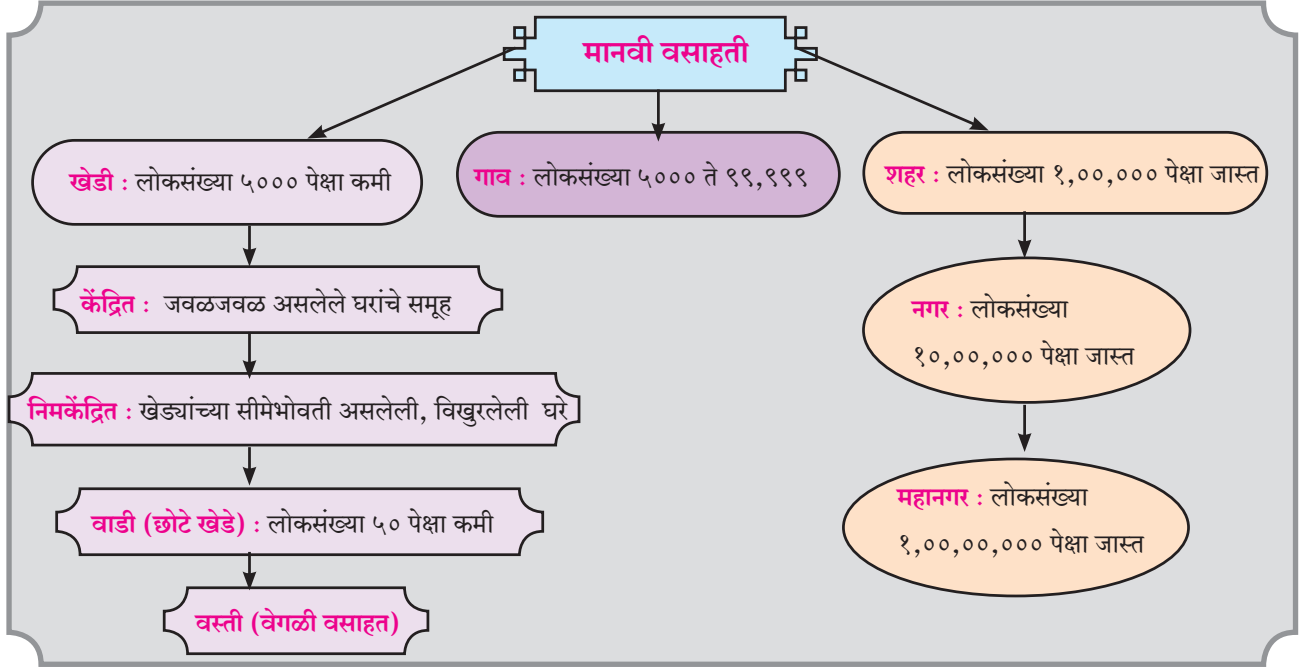 मानवी वसाहती
खेडी : लोकसंख्या ५००० पेक्षा कमी
गाव : लोकसंख्या ५००० ते ९९,९९९
शहर : लोकसंख्या १,००,००० पेक्षा जास्त
केंद्रित : जवळजवळ असलेले घरांचे समूह
निमकेंद्रित : खेड्यांच्या सीमेभोवती असलेली, विखुरलेली घरे
वाडी (छोटे खेडे) : लोकसंख्या ५० पेक्षा कमी
वस्ती (वेगळी वसाहत)
नगर : लोकसंख्या
१०,००,००० पेक्षा जास्त
महानगर : लोकसंख्या
१,००,००,००० पेक्षा जास्त